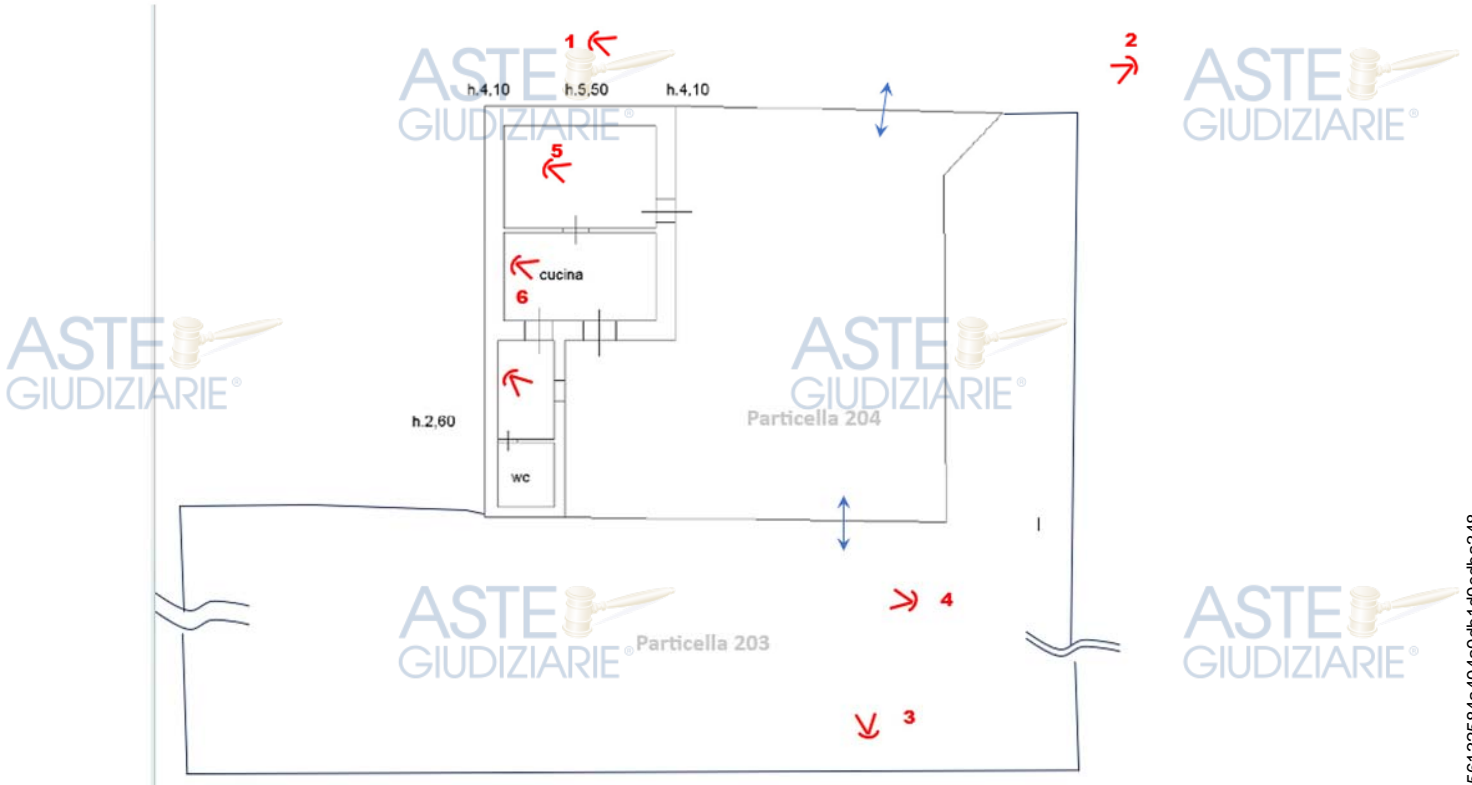 1
2
ASTE
GIUDIZIARIE®
ASTE
GIUDIZIARIE®
h.4,10
h.5,50
h.4,10
5
cucina
6
ASTE
GIUDIZIARIE®
ASTE
GIUDIZIARIE®
Particella 204
h.2,60
wc
ASTE
GIUDIZIARIE®
ASTE
GIUDIZIARIE®
4
Particella 203
3